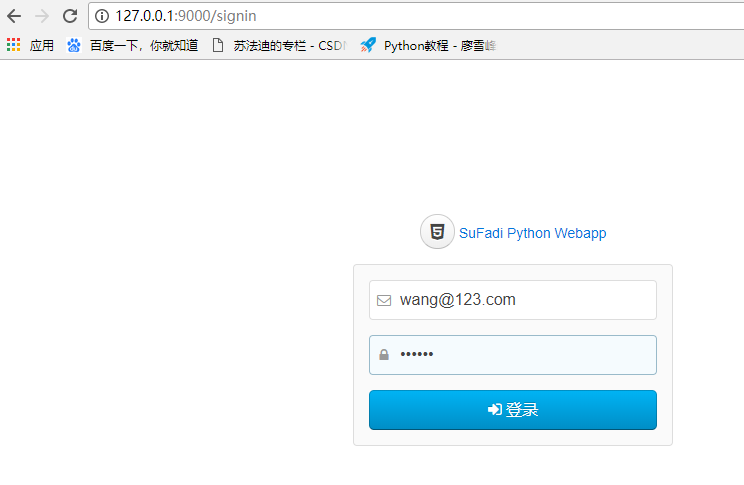 127.0.0.1:9000/signin
应用 百度一下，你就知道 苏法迪的专栏 - CSD Python教程 - 廖雪峰
SuFadi Python Webapp
wang@123.com
••••••
登录